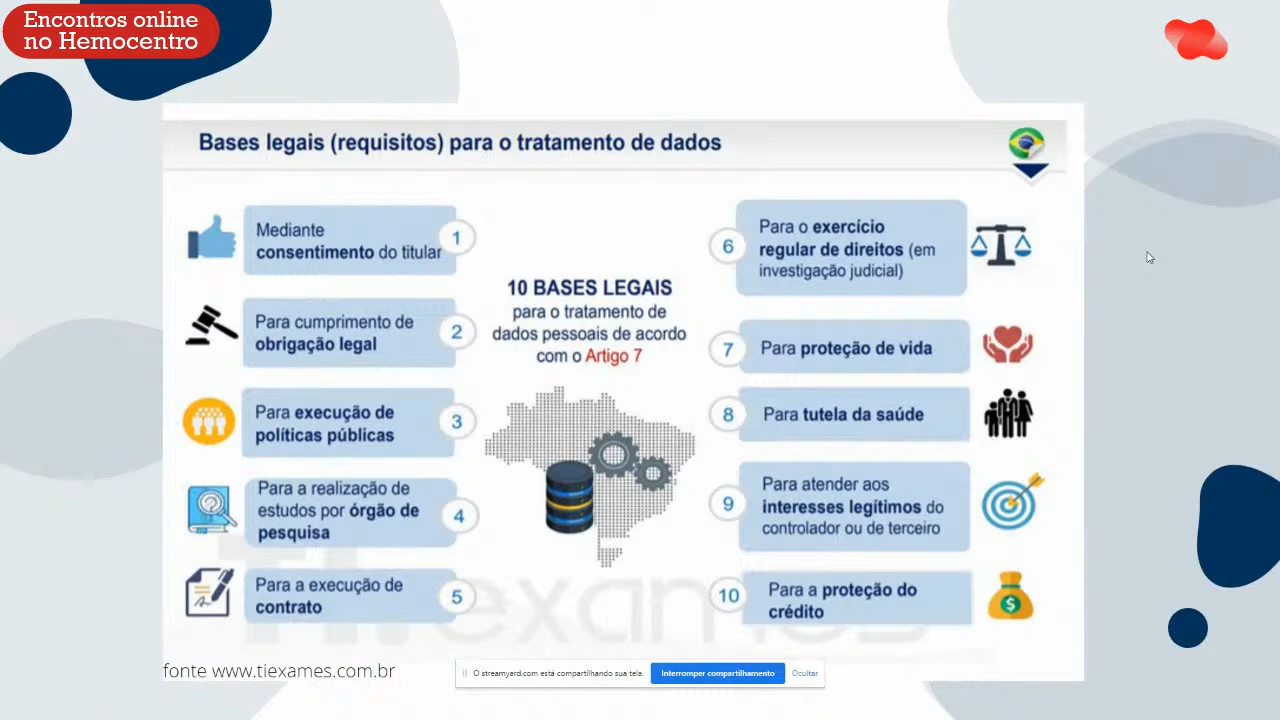 Encontros online
no Hemocentro
Bases legais (requisitos) para o tratamento de dados
Mediante
consentimento do titular
1
Para cumprimento de
obrigação legal
2
Para execução de
políticas públicas
3
Para a realização de
estudos por órgão de
pesquisa
4
Para a execução de
contrato
5
10 BASES LEGAIS
para o tratamento de
dados pessoais de acordo
com o Artigo 7
6
Para o exercício
regular de direitos (em
investigação judicial)
7
Para proteção de vida
8
Para tutela da saúde
9
Para atender aos
interesses legítimos do
controlador ou de terceiro
10
Para a proteção do
crédito
$
TI.exames
fonte www.tiexames.com.br
O streamyard.com está compartilhando sua tela.
Interromper compartilhamento
Ocultar